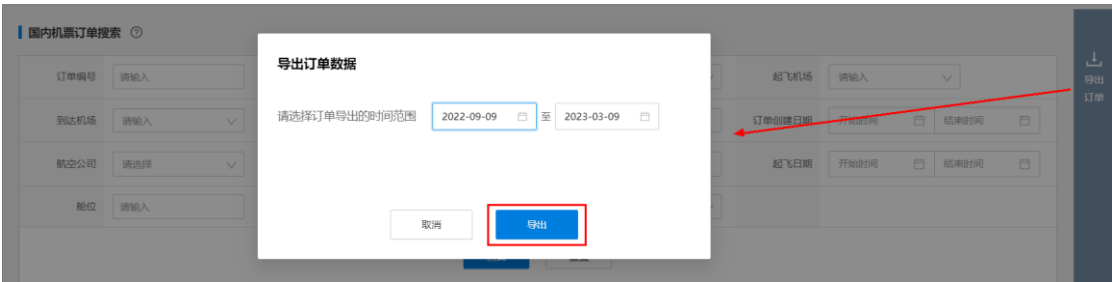 国内机票订单搜索
导出订单数据
订单编号 请输入
起飞机场 请输入
导出
订单
请选择订单导出的时间范围 2022-09-09 至 2023-03-09
到达机场 请输入
订单创建日期 开始时间 结束时间
航空公司 请选择
起飞日期 开始时间 结束时间
舱位 请输入
取消 导出